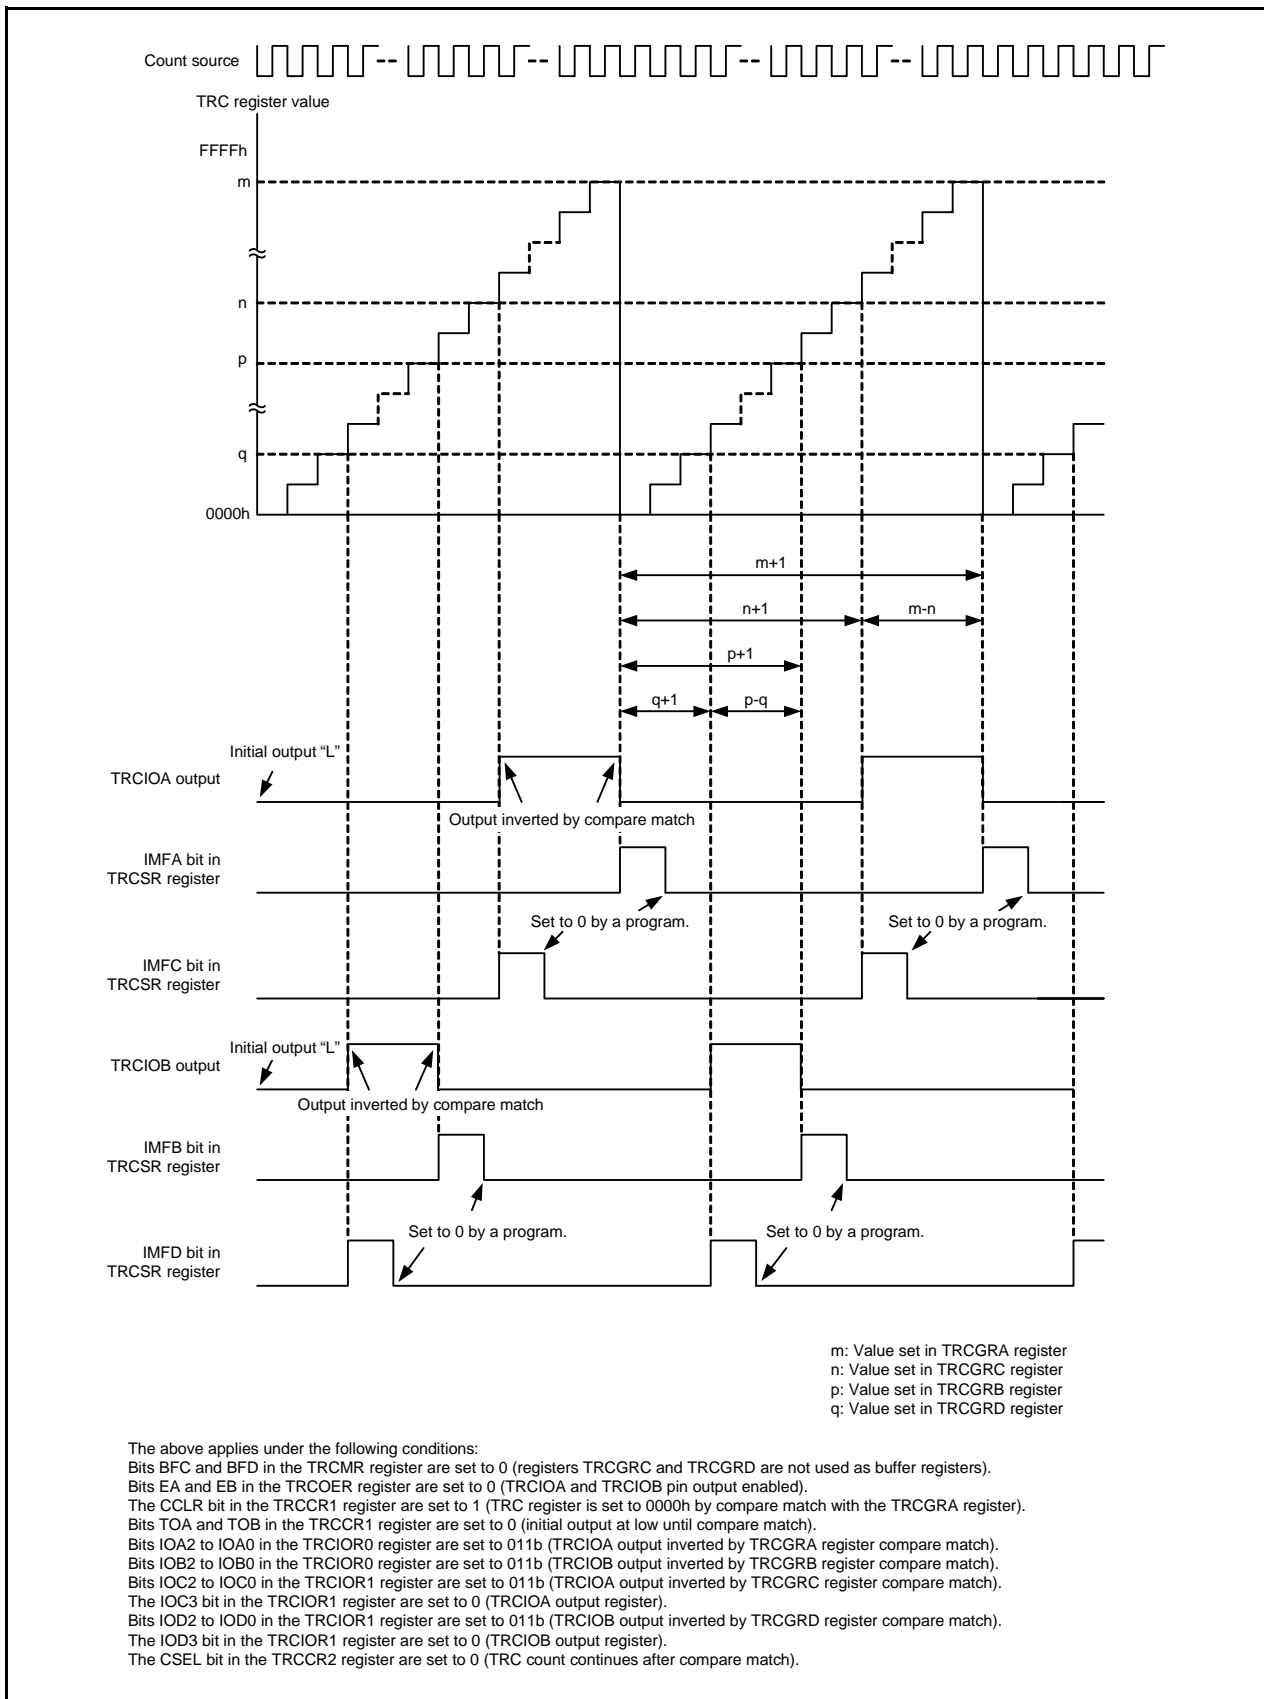 Count source
TRC register value
FFFFh
m
n
p
q
0000h
m+1
n+1
m-n
p+1
q+1
p-q
Initial output “L”
TRCIOA output
Output inverted by compare match
IMFA bit in
TRCSR register
Set to 0 by a program.
Set to 0 by a program.
IMFC bit in
TRCSR register
Initial output “L”
TRCIOB output
Output inverted by compare match
IMFB bit in
TRCSR register
Set to 0 by a program.
Set to 0 by a program.
IMFD bit in
TRCSR register
m: Value set in TRCGRA register
n: Value set in TRCGRC register
p: Value set in TRCGRB register
q: Value set in TRCGRD register
The above applies under the following conditions:
Bits BFC and BFD in the TRCMR register are set to 0 (registers TRCGRC and TRCGRD are not used as buffer registers).
Bits EA and EB in the TRCOER register are set to 0 (TRCIOA and TRCIOB pin output enabled).
The CCLR bit in the TRCCR1 register are set to 1 (TRC register is set to 0000h by compare match with the TRCGRA register).
Bits TOA and TOB in the TRCCR1 register are set to 0 (initial output at low until compare match).
Bits IOA2 to IOA0 in the TRCIOR0 register are set to 011b (TRCIOA output inverted by TRCGRA register compare match).
Bits IOB2 to IOB0 in the TRCIOR0 register are set to 011b (TRCIOB output inverted by TRCGRB register compare match).
Bits IOC2 to IOC0 in the TRCIOR1 register are set to 011b (TRCIOA output inverted by TRCGRC register compare match).
The IOC3 bit in the TRCIOR1 register are set to 0 (TRCIOA output register).
Bits IOD2 to IOD0 in the TRCIOR1 register are set to 011b (TRCIOB output inverted by TRCGRD register compare match).
The IOD3 bit in the TRCIOR1 register are set to 0 (TRCIOB output register).
The CSEL bit in the TRCCR2 register are set to 0 (TRC count continues after compare match).